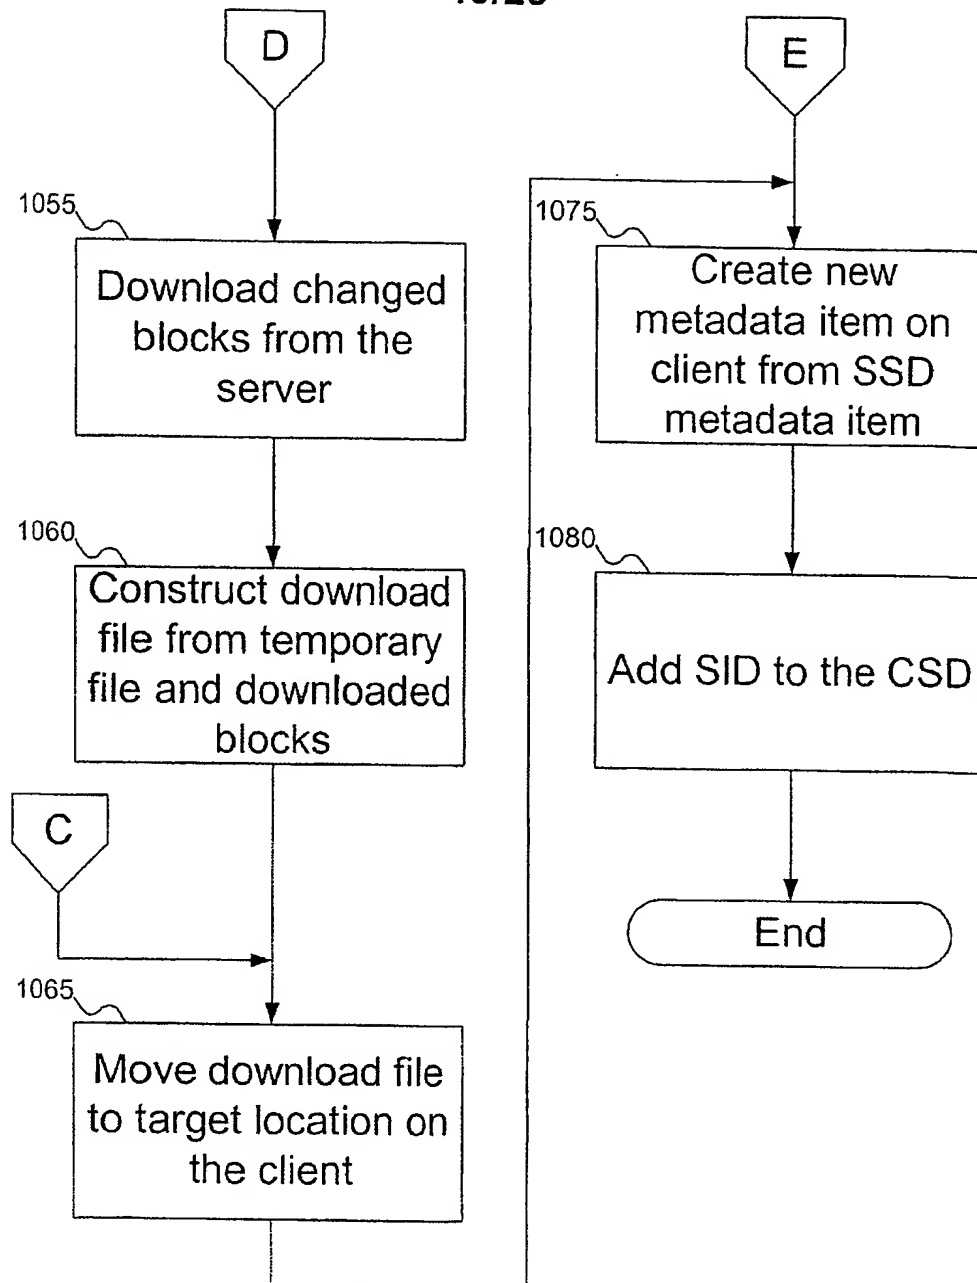 D
1055
Download changed
blocks from the
server
1060
Construct download
file from temporary
file and downloaded
blocks
C
1065
Move download file
to target location on
the client
E
1075
Create new
metadata item on
client from SSD
metadata item
1080
Add SID to the CSD
End